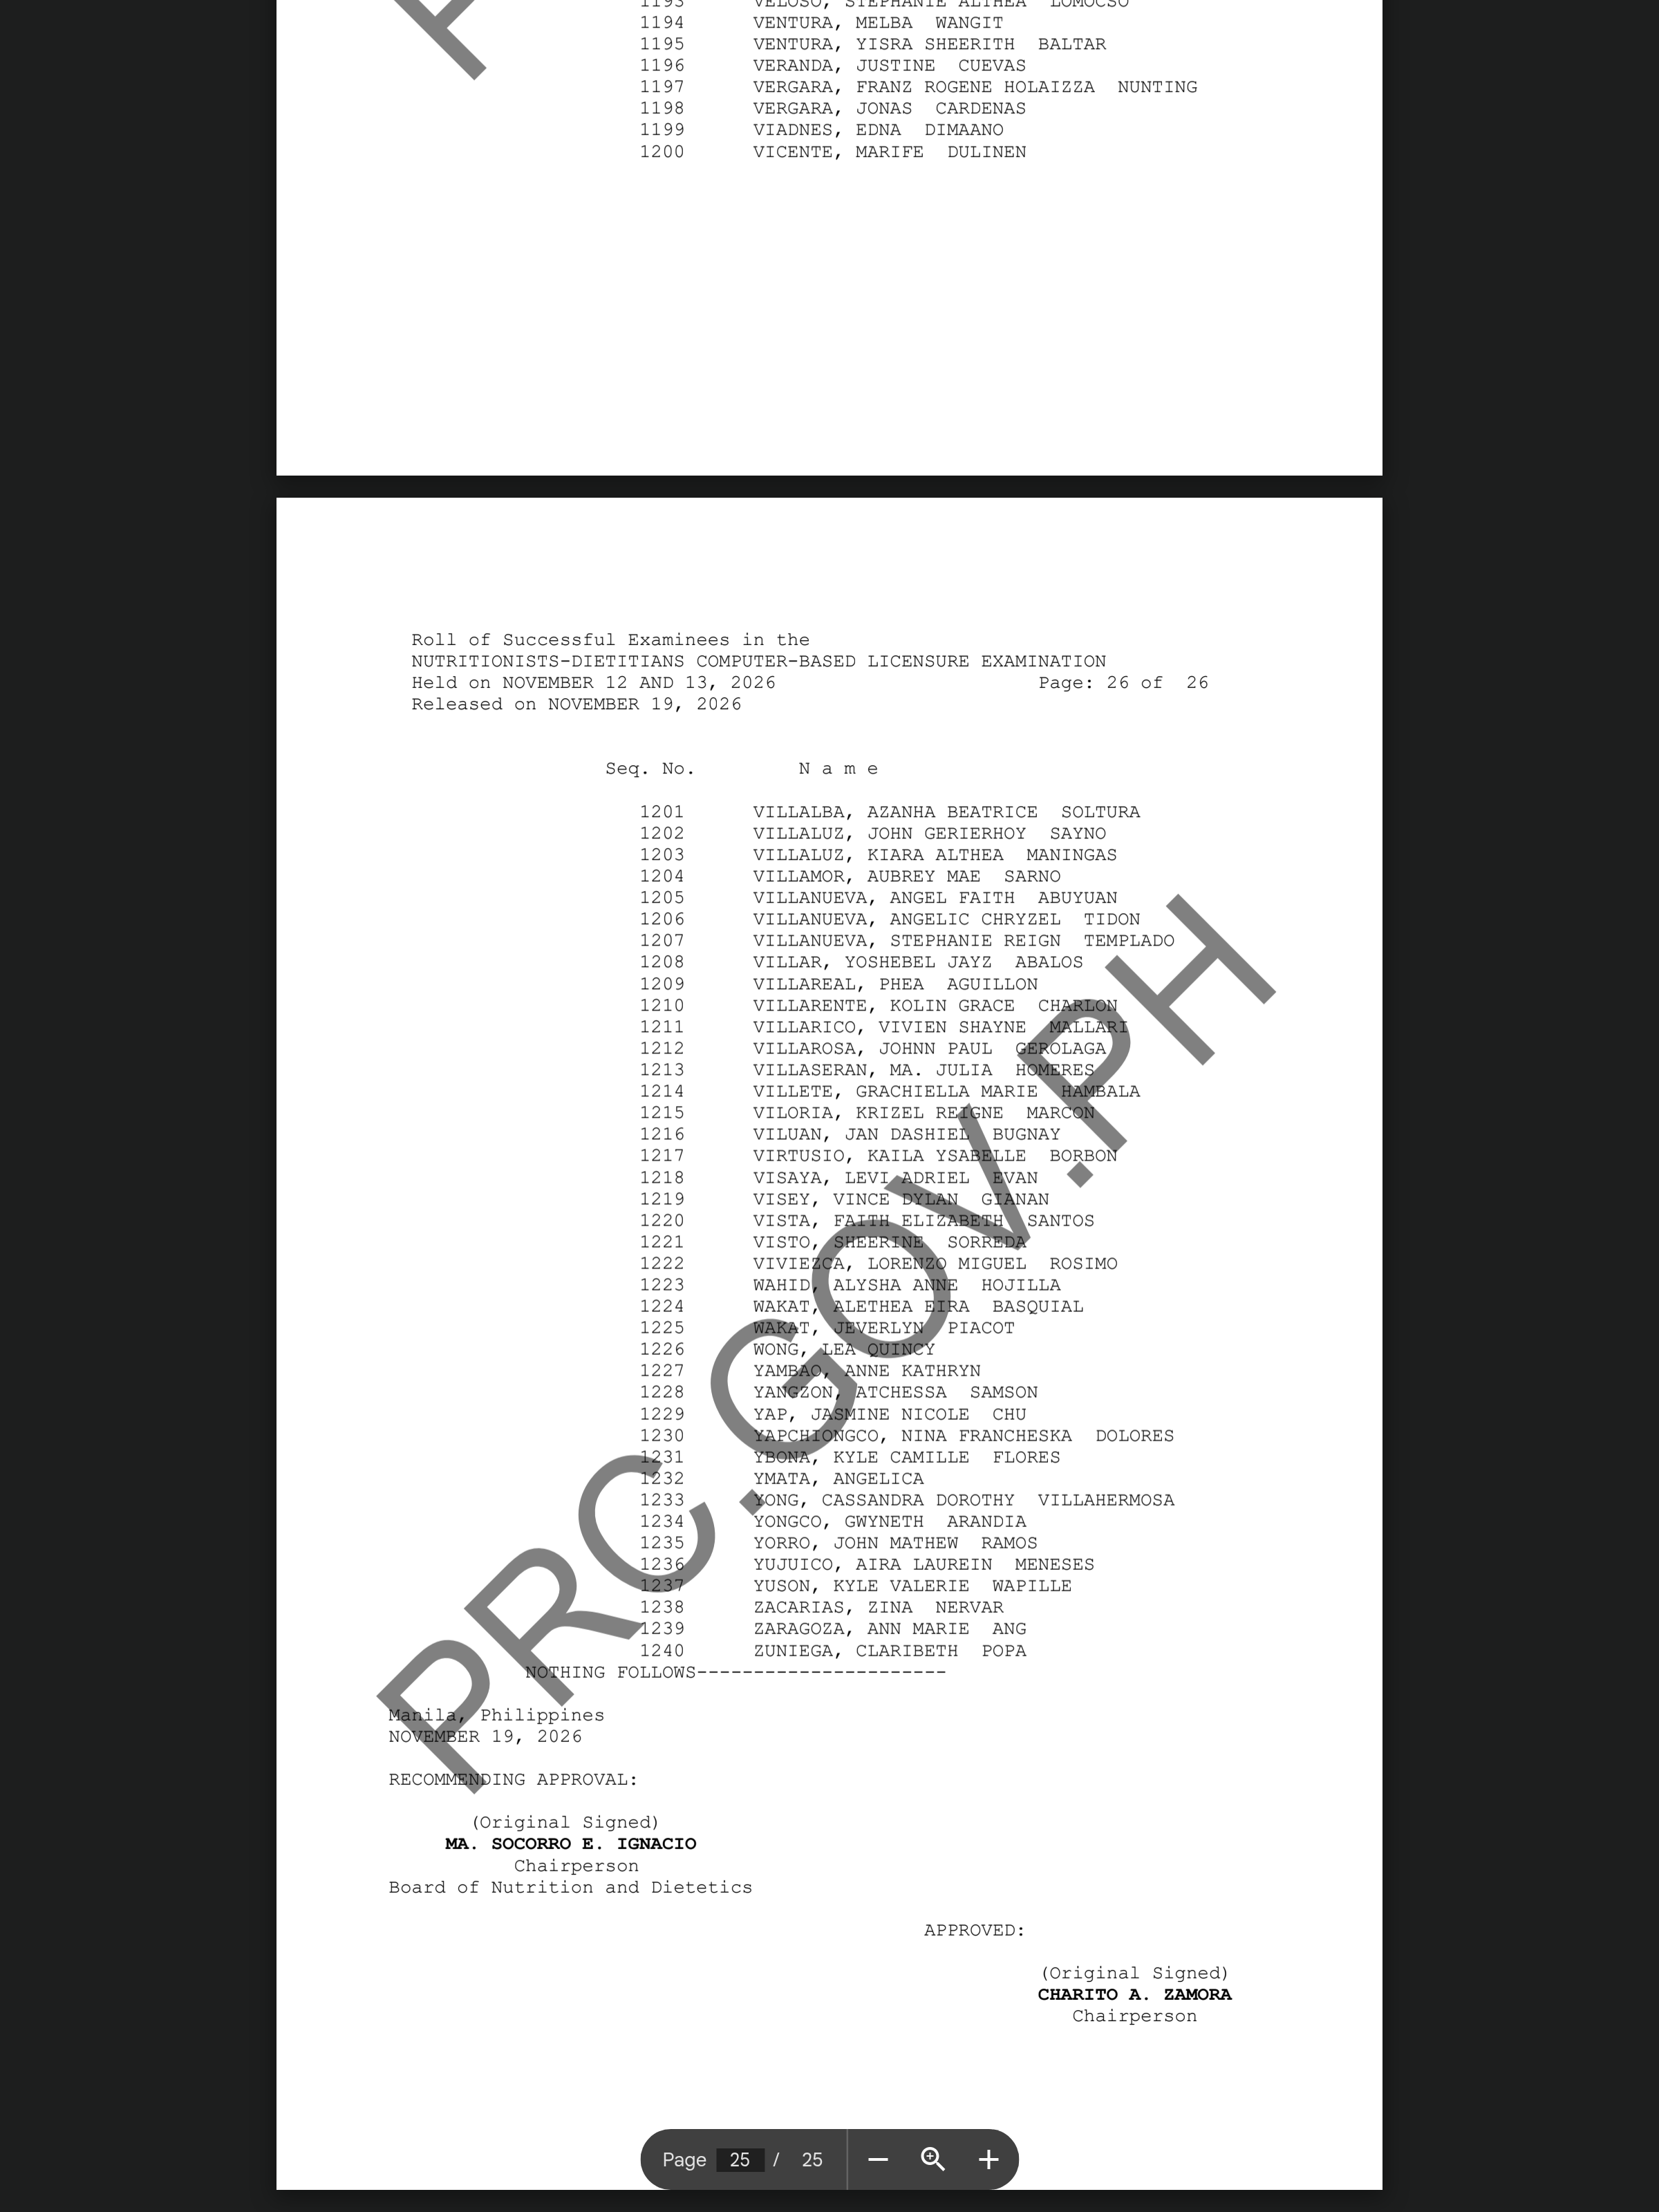 1193 VELOSO, STEPHANIE ALTHEA LOMOCSO
1194 VENTURA, MELBA WANGIT
1195 VENTURA, YISRA SHEERITH BALTAR
1196 VERANDA, JUSTINE CUEVAS
1197 VERGARA, FRANZ ROGENE HOLAIZZA NUNTING
1198 VERGARA, JONAS CARDENAS
1199 VIADNES, EDNA DIMAANO
1200 VICENTE, MARIFE DULINEN
Roll of Successful Examinees in the
NUTRITIONISTS-DIETITIANS COMPUTER-BASED LICENSURE EXAMINATION
Held on NOVEMBER 12 AND 13, 2026 Page: 26 of 26
Released on NOVEMBER 19, 2026
Seq. No. N a m e
1201 VILLALBA, AZANHA BEATRICE SOLTURA
1202 VILLALUZ, JOHN GERIERHOY SAYNO
1203 VILLALUZ, KIARA ALTHEA MANINGAS
1204 VILLAMOR, AUBREY MAE SARNO
1205 VILLANUEVA, ANGEL FAITH ABUYUAN
1206 VILLANUEVA, ANGELIC CHRYZEL TIDON
1207 VILLANUEVA, STEPHANIE REIGN TEMPLADO
1208 VILLAR, YOSHEBEL JAYZ ABALOS
1209 VILLAREAL, PHEA AGUILLON
1210 VILLARENTE, KOLIN GRACE CHARLON
1211 VILLARICO, VIVIEN SHAYNE MALLARI
1212 VILLAROSA, JOHNN PAUL GEROLAGA
1213 VILLASERAN, MA. JULIA HOMERES
1214 VILLETE, GRACHIELLA MARIE HAMBALA
1215 VILORIA, KRIZEL REIGNE MARCON
1216 VILUAN, JAN DASHIEL BUGNAY
1217 VIRTUSIO, KAILA YSABELLE BORBON
1218 VISAYA, LEVI ADRIEL EVAN
1219 VISEY, VINCE DYLAN GIANAN
1220 VISTA, FAITH ELIZABETH SANTOS
1221 VISTO, SHEERINE SORREDA
1222 VIVIEZCA, LORENZO MIGUEL ROSIMO
1223 WAHID, ALYSHA ANNE HOJILLA
1224 WAKAT, ALETHEA EIRA BASQUIAL
1225 WAKAT, JEVERLYN PIACOT
1226 WONG, LEA QUINCY
1227 YAMBAO, ANNE KATHRYN
1228 YANGZON, ATCHESSA SAMSON
1229 YAP, JASMINE NICOLE CHU
1230 YAPCHIONGCO, NINA FRANCHESKA DOLORES
1231 YBONA, KYLE CAMILLE FLORES
1232 YMATA, ANGELICA
1233 YONG, CASSANDRA DOROTHY VILLAHERMOSA
1234 YONGCO, GWYNETH ARANDIA
1235 YORRO, JOHN MATHEW RAMOS
1236 YUJUICO, AIRA LAUREIN MENESES
1237 YUSON, KYLE VALERIE WAPILLE
1238 ZACARIAS, ZINA NERVAR
1239 ZARAGOZA, ANN MARIE ANG
1240 ZUNIEGA, CLARIBETH POPA
NOTHING FOLLOWS----------------------
Manila, Philippines
NOVEMBER 19, 2026
RECOMMENDING APPROVAL:
(Original Signed)
MA. SOCORRO E. IGNACIO
Chairperson
Board of Nutrition and Dietetics
APPROVED:
(Original Signed)
CHARITO A. ZAMORA
Chairperson
PRC.GOV.PH
Page 25 / 25